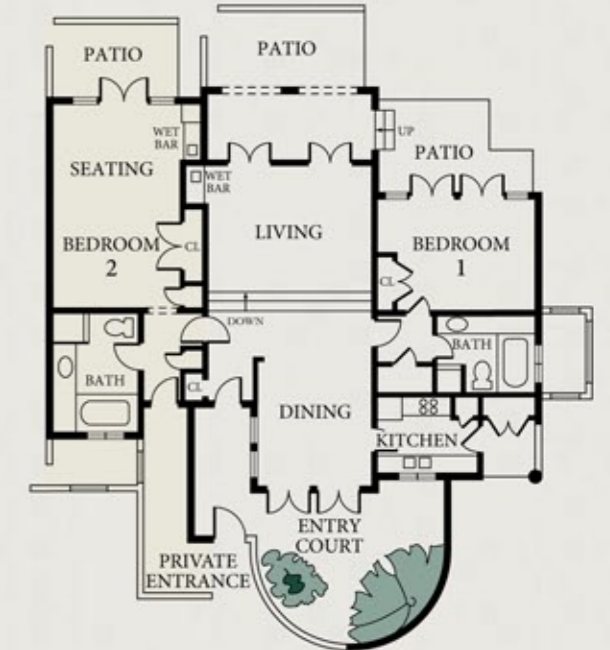 PATIO
PATIO
WET
BAR
UP
PATIO
SEATING
WET
BAR
BEDROOM
2
CL
LIVING
BEDROOM
1
CL
DOWN
BATH
BATH
CL
DINING
KITCHEN
ENTRY
COURT
PRIVATE
ENTRANCE